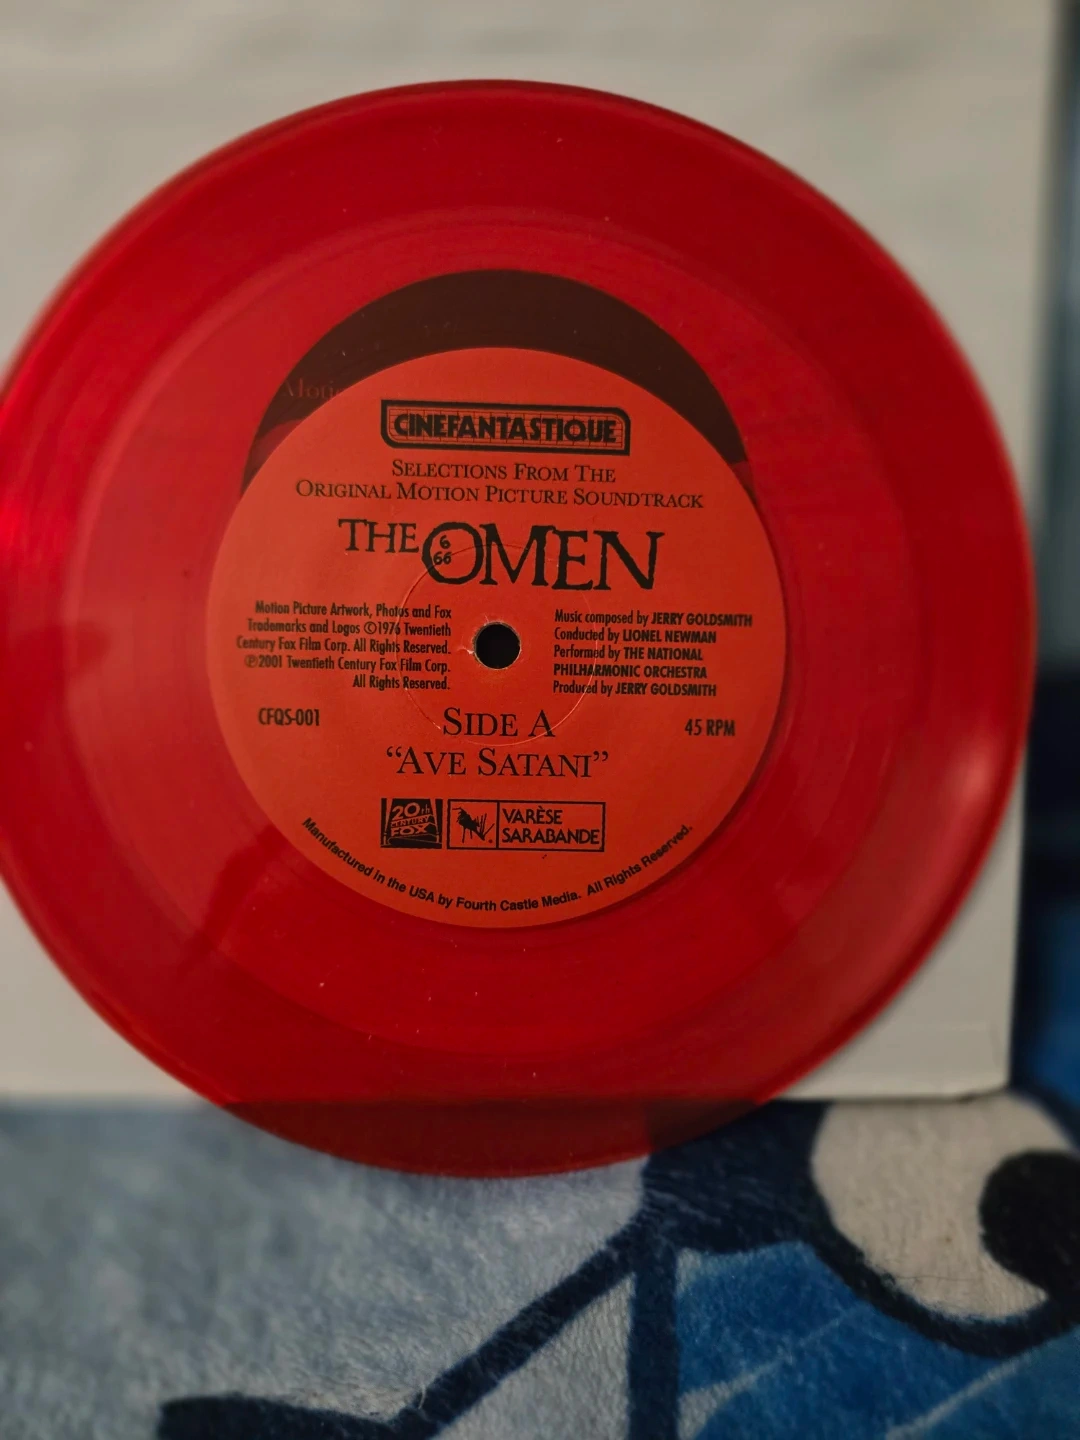 Moti
CINEFANTASTIQUE
SELECTIONS FROM THE
ORIGINAL MOTION PICTURE SOUNDTRACK
THE OMEN
6
66
Motion Picture Artwork, Photos and Fox
Trademarks and Logos ©1976 Twentieth
Century Fox Film Corp. All Rights Reserved.
℗2001 Twentieth Century Fox Film Corp.
All Rights Reserved.
Music composed by JERRY GOLDSMITH
Conducted by LIONEL NEWMAN
Performed by THE NATIONAL
PHILHARMONIC ORCHESTRA
Produced by JERRY GOLDSMITH
CFQS-001
SIDE A
45 RPM
“AVE SATANI”
20th
CENTURY
FOX
VARÈSE
SARABANDE
Manufactured in the USA by Fourth Castle Media. All Rights Reserved.